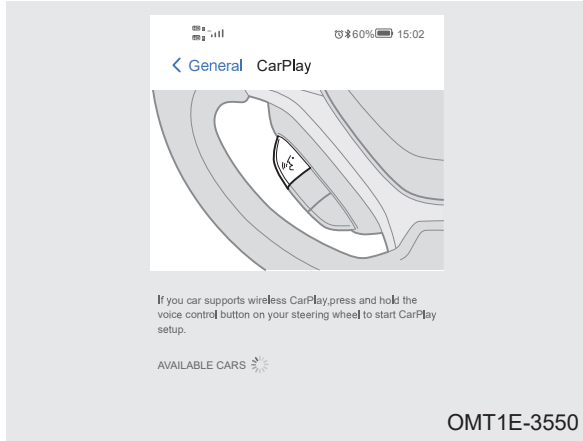 60% 15:02
General CarPlay
If you car supports wireless CarPlay,press and hold the
voice control button on your steering wheel to start CarPlay
setup.
AVAILABLE CARS
OMT1E-3550